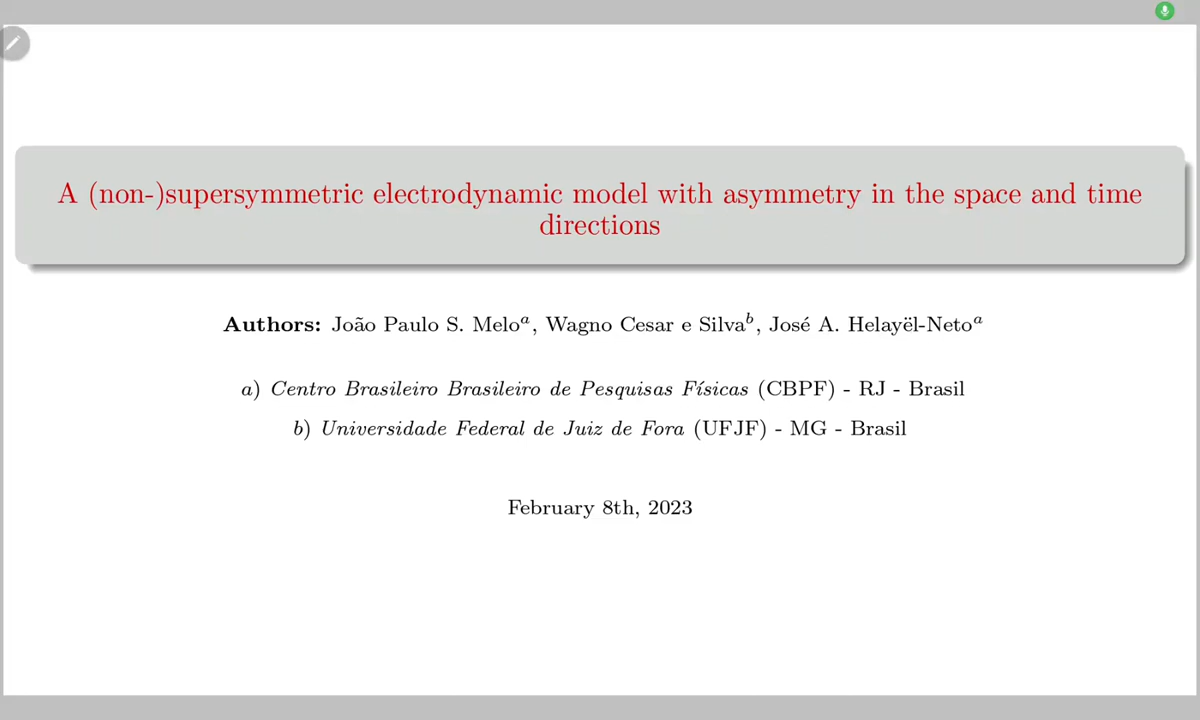 A (non-)supersymmetric electrodynamic model with asymmetry in the space and time
directions
Authors: João Paulo S. Meloᵃ, Wagno Cesar e Silvaᵇ, José A. Helayël-Netoᵃ
a) Centro Brasileiro Brasileiro de Pesquisas Físicas (CBPF) - RJ - Brasil
b) Universidade Federal de Juiz de Fora (UFJF) - MG - Brasil
February 8th, 2023